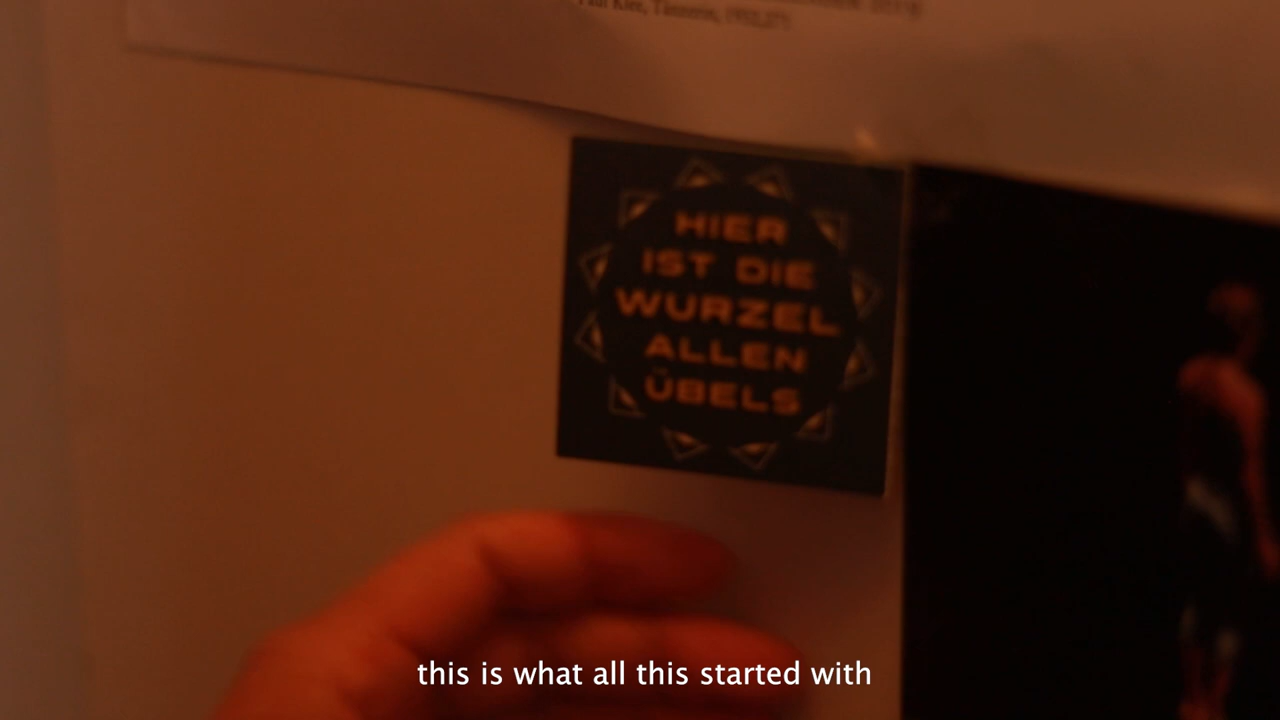 HIER
IST DIE
WURZEL
ALLEN
ÜBELS
this is what all this started with